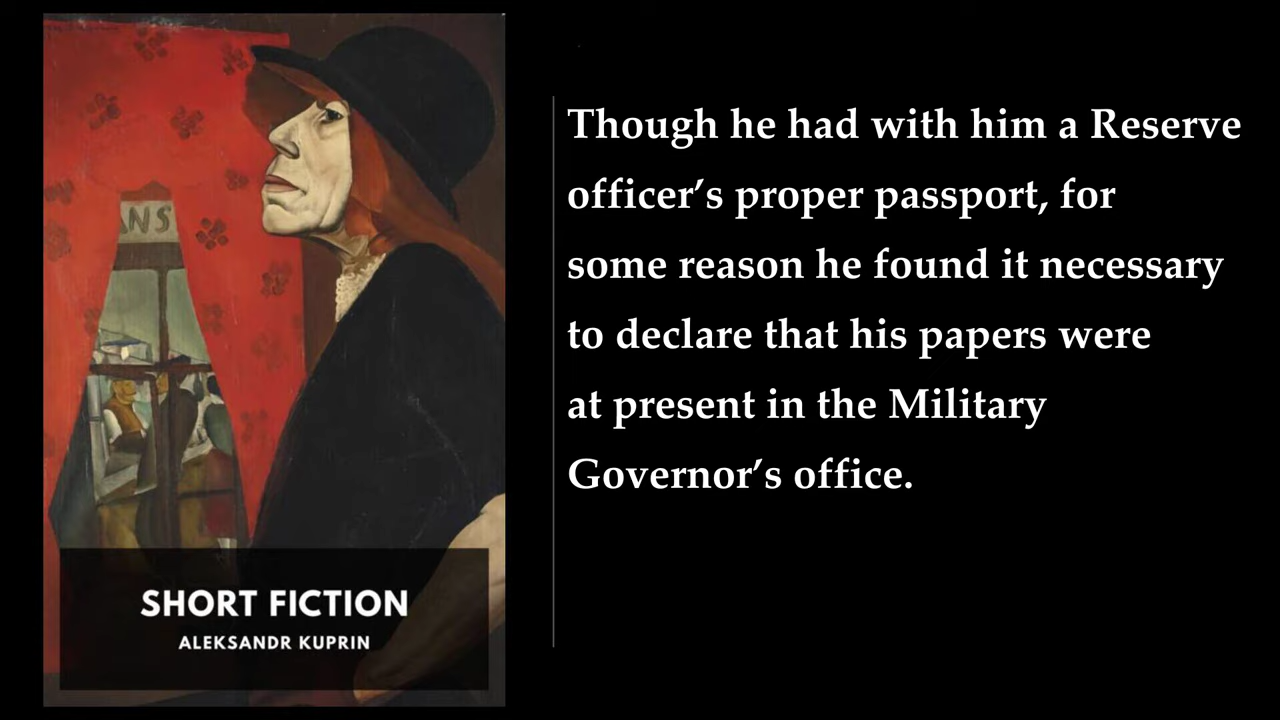 NS
SHORT FICTION
ALEKSANDR KUPRIN
Though he had with him a Reserve
officer’s proper passport, for
some reason he found it necessary
to declare that his papers were
at present in the Military
Governor’s office.